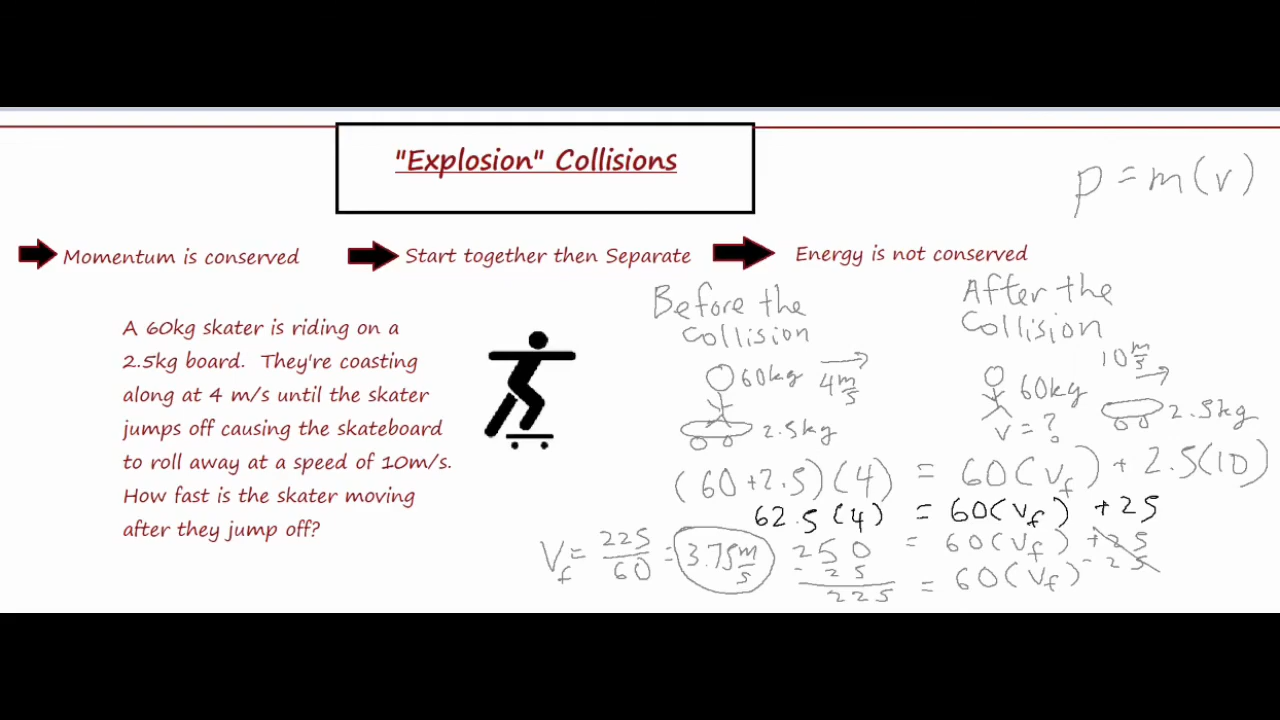 "Explosion" Collisions
p = m(v)
Momentum is conserved
Start together then Separate
Energy is not conserved
A 60kg skater is riding on a
2.5kg board. They're coasting
along at 4 m/s until the skater
jumps off causing the skateboard
to roll away at a speed of 10m/s.
How fast is the skater moving
after they jump off?
Before the
Collision
60kg
4 m/s
2.5kg
After the
Collision
10 m/s
60kg
2.5kg
v = ?
(60+2.5)(4) = 60(vf) + 2.5(10)
62.5(4) = 60(vf) + 25
250 = 60(vf) + 25
- 25 - 25
225 = 60(vf)
Vf = 225/60 = 3.75 m/s